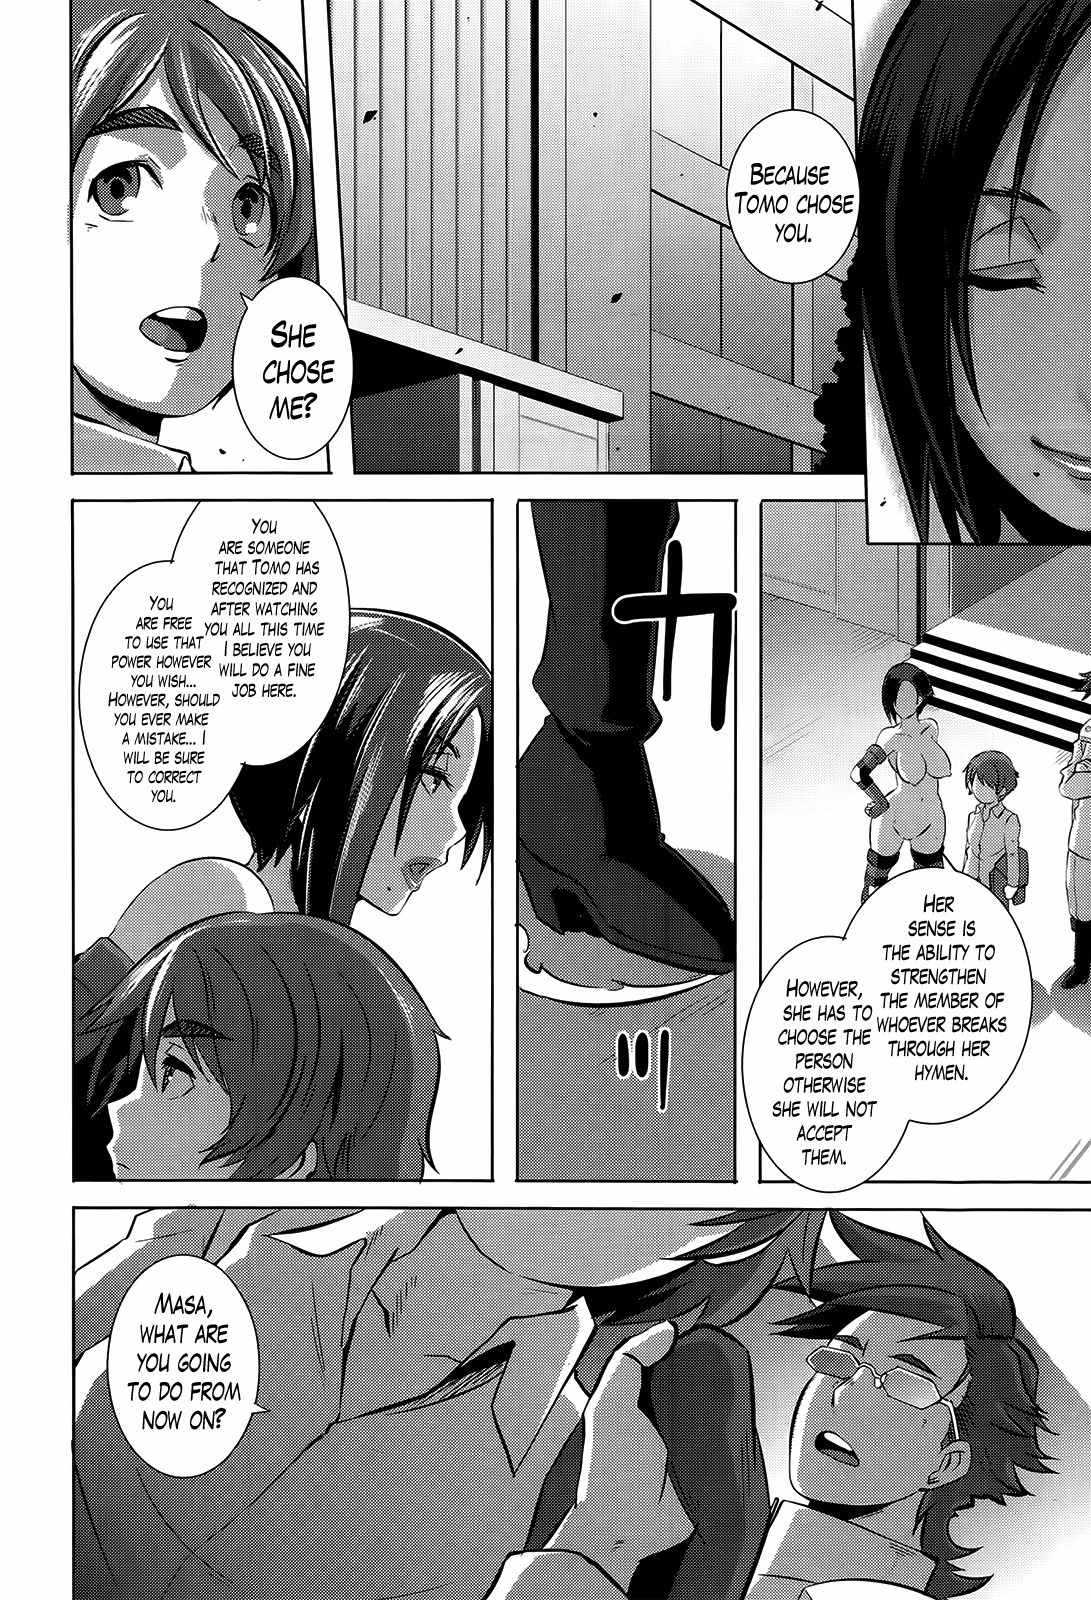 BECAUSE
TOMO CHOSE
YOU.
SHE
CHOSE
ME?
HER
SENSE IS
THE ABILITY TO
STRENGTHEN
THE MEMBER OF
WHOEVER BREAKS
THROUGH HER
HYMEN.
HOWEVER,
SHE HAS TO
CHOOSE THE
PERSON
OTHERWISE
SHE WILL NOT
ACCEPT
THEM.
カッ
YOU
ARE SOMEONE
THAT TOMO HAS
RECOGNIZED AND
AFTER WATCHING
YOU ALL THIS TIME
I BELIEVE YOU
WILL DO A FINE
JOB HERE.
YOU
ARE FREE
TO USE THAT
POWER HOWEVER
YOU WISH...
HOWEVER, SHOULD
YOU EVER MAKE
A MISTAKE... I
WILL BE SURE
TO CORRECT
YOU.
MASA,
WHAT ARE
YOU GOING
TO DO FROM
NOW ON?